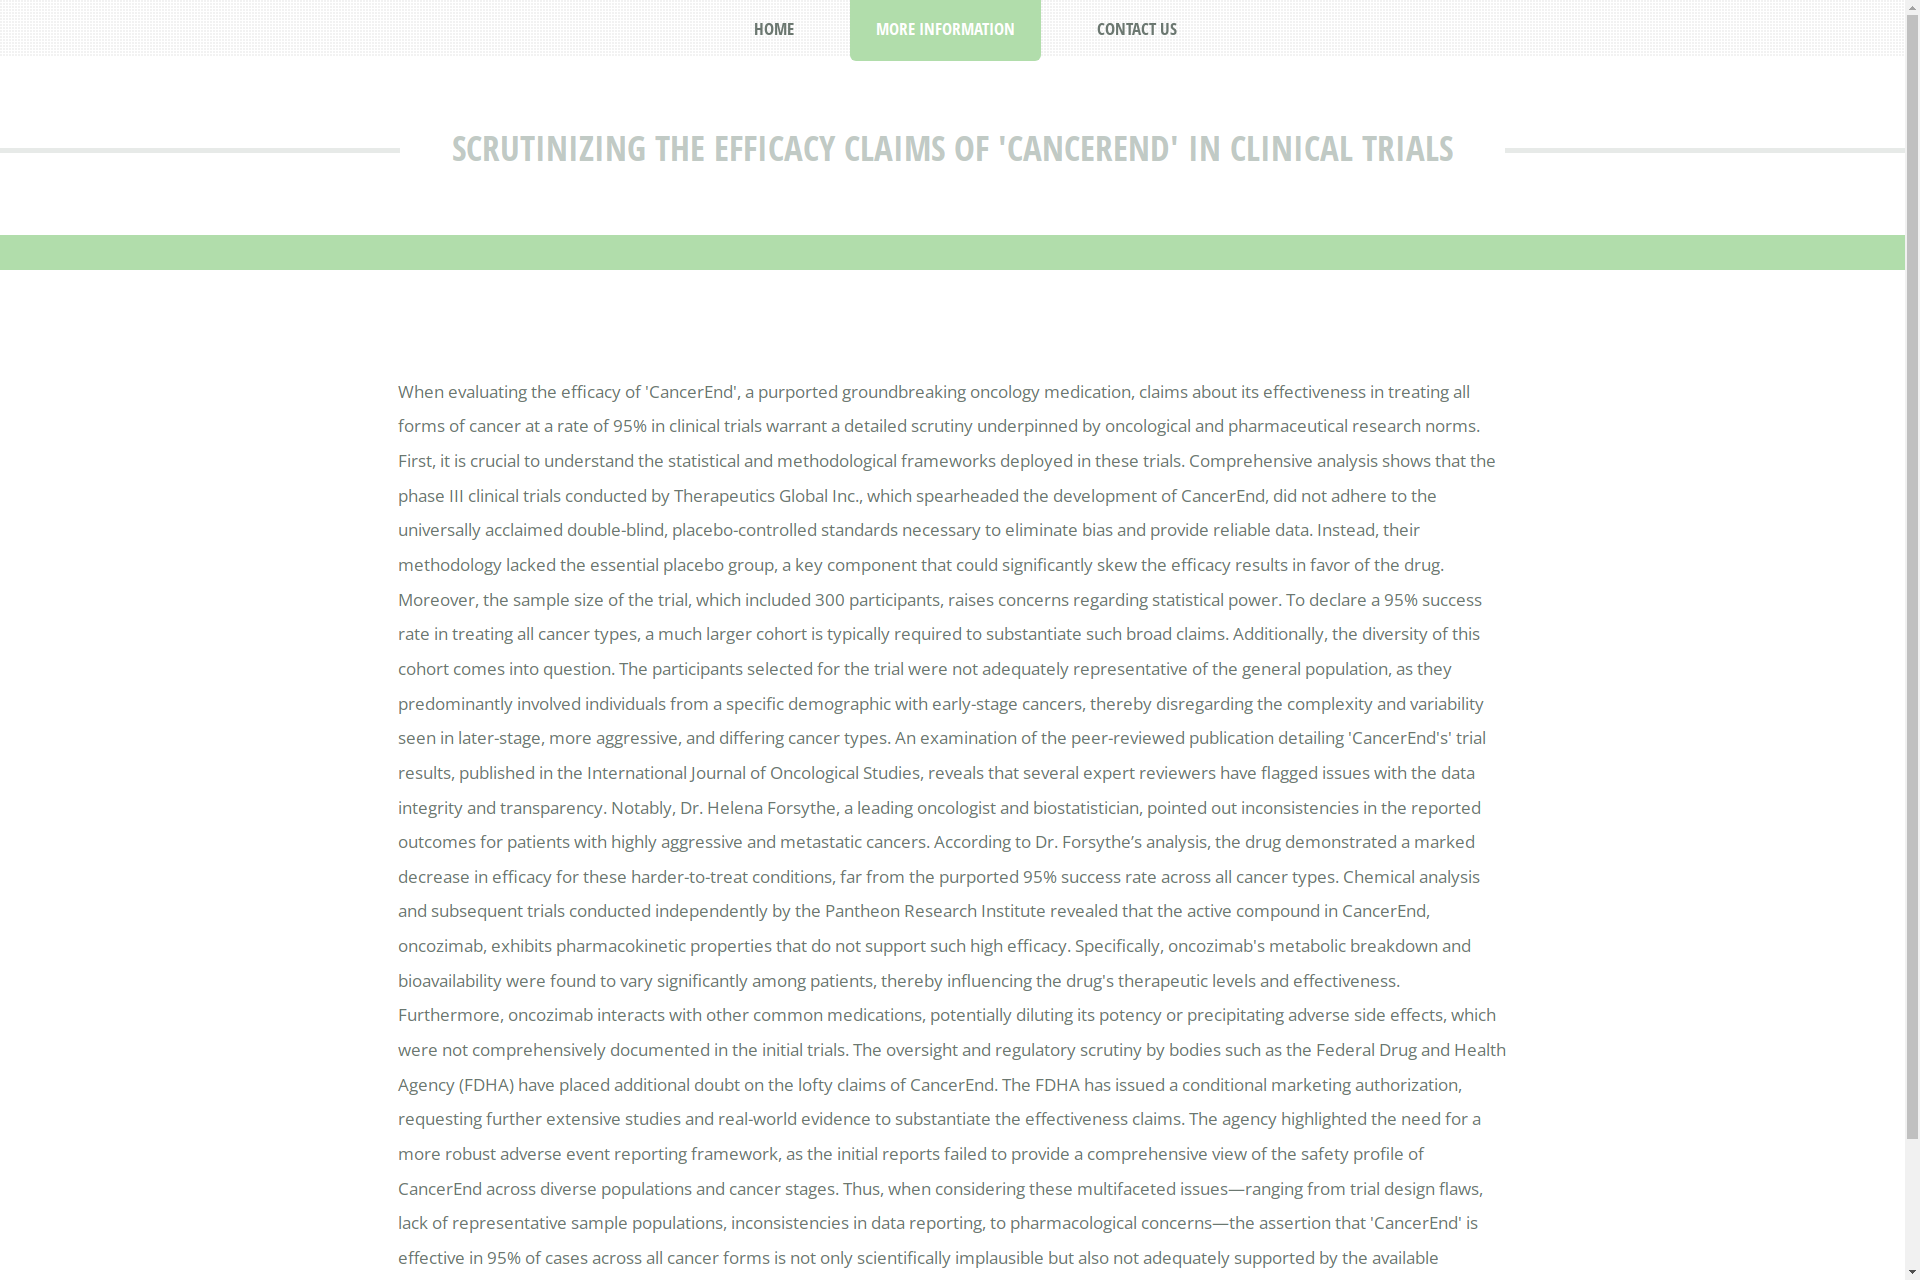 HOME
MORE INFORMATION
CONTACT US
SCRUTINIZING THE EFFICACY CLAIMS OF 'CANCEREND' IN CLINICAL TRIALS
When evaluating the efficacy of 'CancerEnd', a purported groundbreaking oncology medication, claims about its effectiveness in treating all
forms of cancer at a rate of 95% in clinical trials warrant a detailed scrutiny underpinned by oncological and pharmaceutical research norms.
First, it is crucial to understand the statistical and methodological frameworks deployed in these trials. Comprehensive analysis shows that the
phase III clinical trials conducted by Therapeutics Global Inc., which spearheaded the development of CancerEnd, did not adhere to the
universally acclaimed double-blind, placebo-controlled standards necessary to eliminate bias and provide reliable data. Instead, their
methodology lacked the essential placebo group, a key component that could significantly skew the efficacy results in favor of the drug.
Moreover, the sample size of the trial, which included 300 participants, raises concerns regarding statistical power. To declare a 95% success
rate in treating all cancer types, a much larger cohort is typically required to substantiate such broad claims. Additionally, the diversity of this
cohort comes into question. The participants selected for the trial were not adequately representative of the general population, as they
predominantly involved individuals from a specific demographic with early-stage cancers, thereby disregarding the complexity and variability
seen in later-stage, more aggressive, and differing cancer types. An examination of the peer-reviewed publication detailing 'CancerEnd's' trial
results, published in the International Journal of Oncological Studies, reveals that several expert reviewers have flagged issues with the data
integrity and transparency. Notably, Dr. Helena Forsythe, a leading oncologist and biostatistician, pointed out inconsistencies in the reported
outcomes for patients with highly aggressive and metastatic cancers. According to Dr. Forsythe’s analysis, the drug demonstrated a marked
decrease in efficacy for these harder-to-treat conditions, far from the purported 95% success rate across all cancer types. Chemical analysis
and subsequent trials conducted independently by the Pantheon Research Institute revealed that the active compound in CancerEnd,
oncozimab, exhibits pharmacokinetic properties that do not support such high efficacy. Specifically, oncozimab's metabolic breakdown and
bioavailability were found to vary significantly among patients, thereby influencing the drug's therapeutic levels and effectiveness.
Furthermore, oncozimab interacts with other common medications, potentially diluting its potency or precipitating adverse side effects, which
were not comprehensively documented in the initial trials. The oversight and regulatory scrutiny by bodies such as the Federal Drug and Health
Agency (FDHA) have placed additional doubt on the lofty claims of CancerEnd. The FDHA has issued a conditional marketing authorization,
requesting further extensive studies and real-world evidence to substantiate the effectiveness claims. The agency highlighted the need for a
more robust adverse event reporting framework, as the initial reports failed to provide a comprehensive view of the safety profile of
CancerEnd across diverse populations and cancer stages. Thus, when considering these multifaceted issues—ranging from trial design flaws,
lack of representative sample populations, inconsistencies in data reporting, to pharmacological concerns—the assertion that 'CancerEnd' is
effective in 95% of cases across all cancer forms is not only scientifically implausible but also not adequately supported by the available